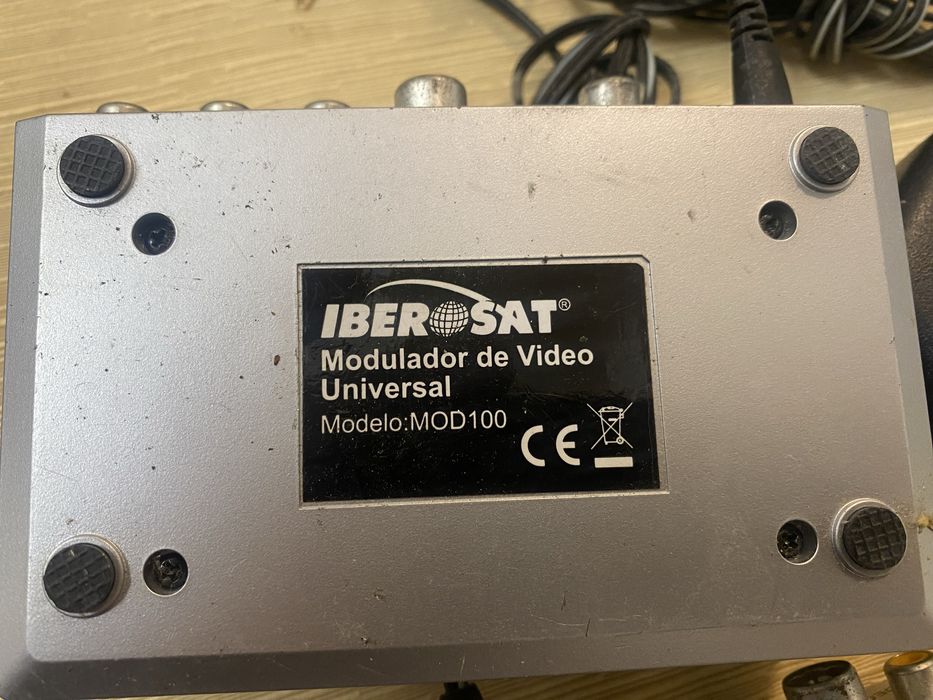 IBEROSAT®
Modulador de Video
Universal
Modelo:MOD100
CE